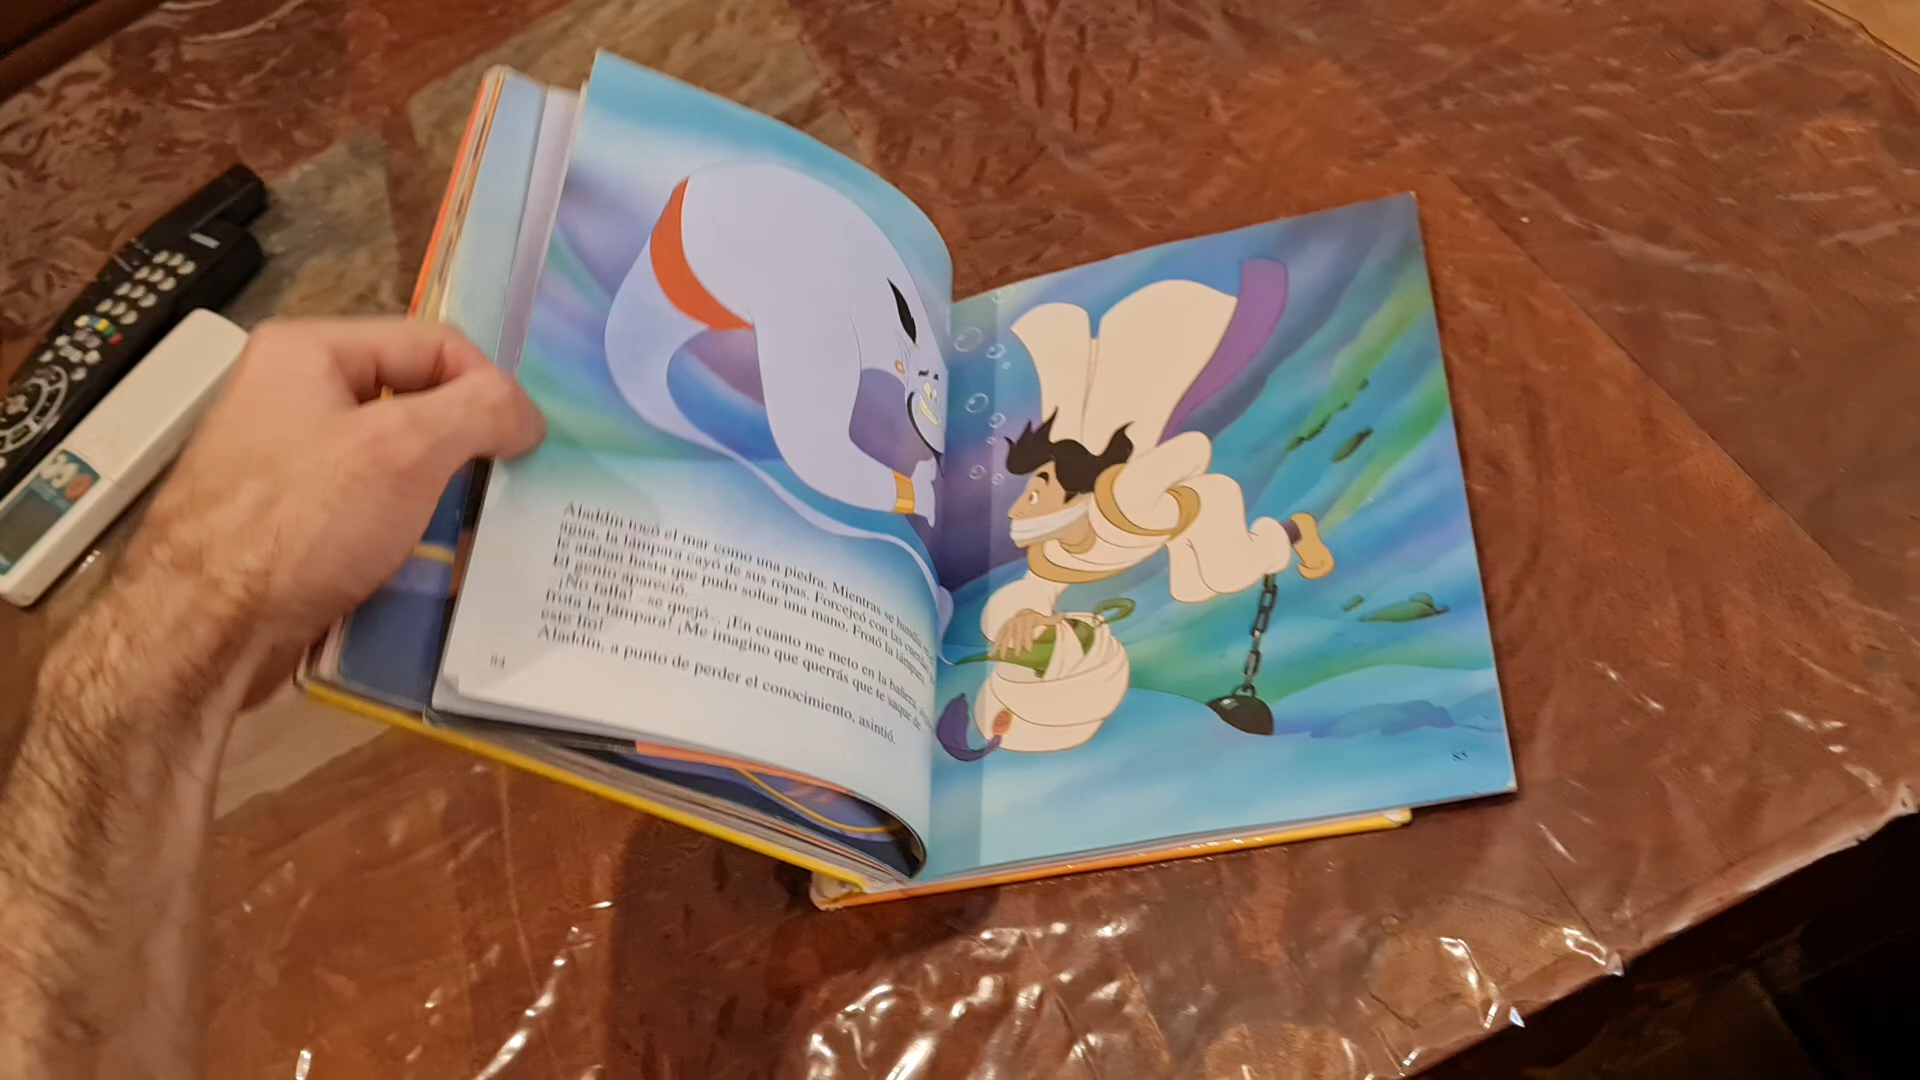 Aladdín tocó el mar como una piedra. Mientras se hundía
agua, la lámpara cayó de sus ropas. Forcejeó con las cuerdas
le ataban hasta que pudo soltar una mano. Frotó la lámpara.
El genio apareció.
¡No falla! -se quejó-. ¡En cuanto me meto en la bañera,
frota la lámpara! ¡Me imagino que querrás que te saque de
este lío!
Aladdín, a punto de perder el conocimiento, asintió.
84
85